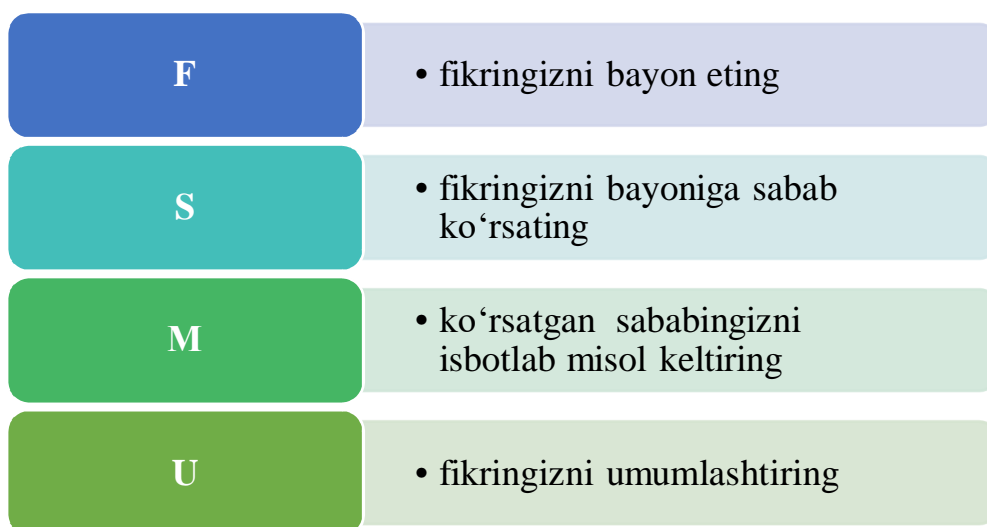 F
• fikringizni bayon eting
S
• fikringizni bayoniga sabab
ko‘rsating
M
• ko‘rsatgan sababingizni
isbotlab misol keltiring
U
• fikringizni umumlashtiring